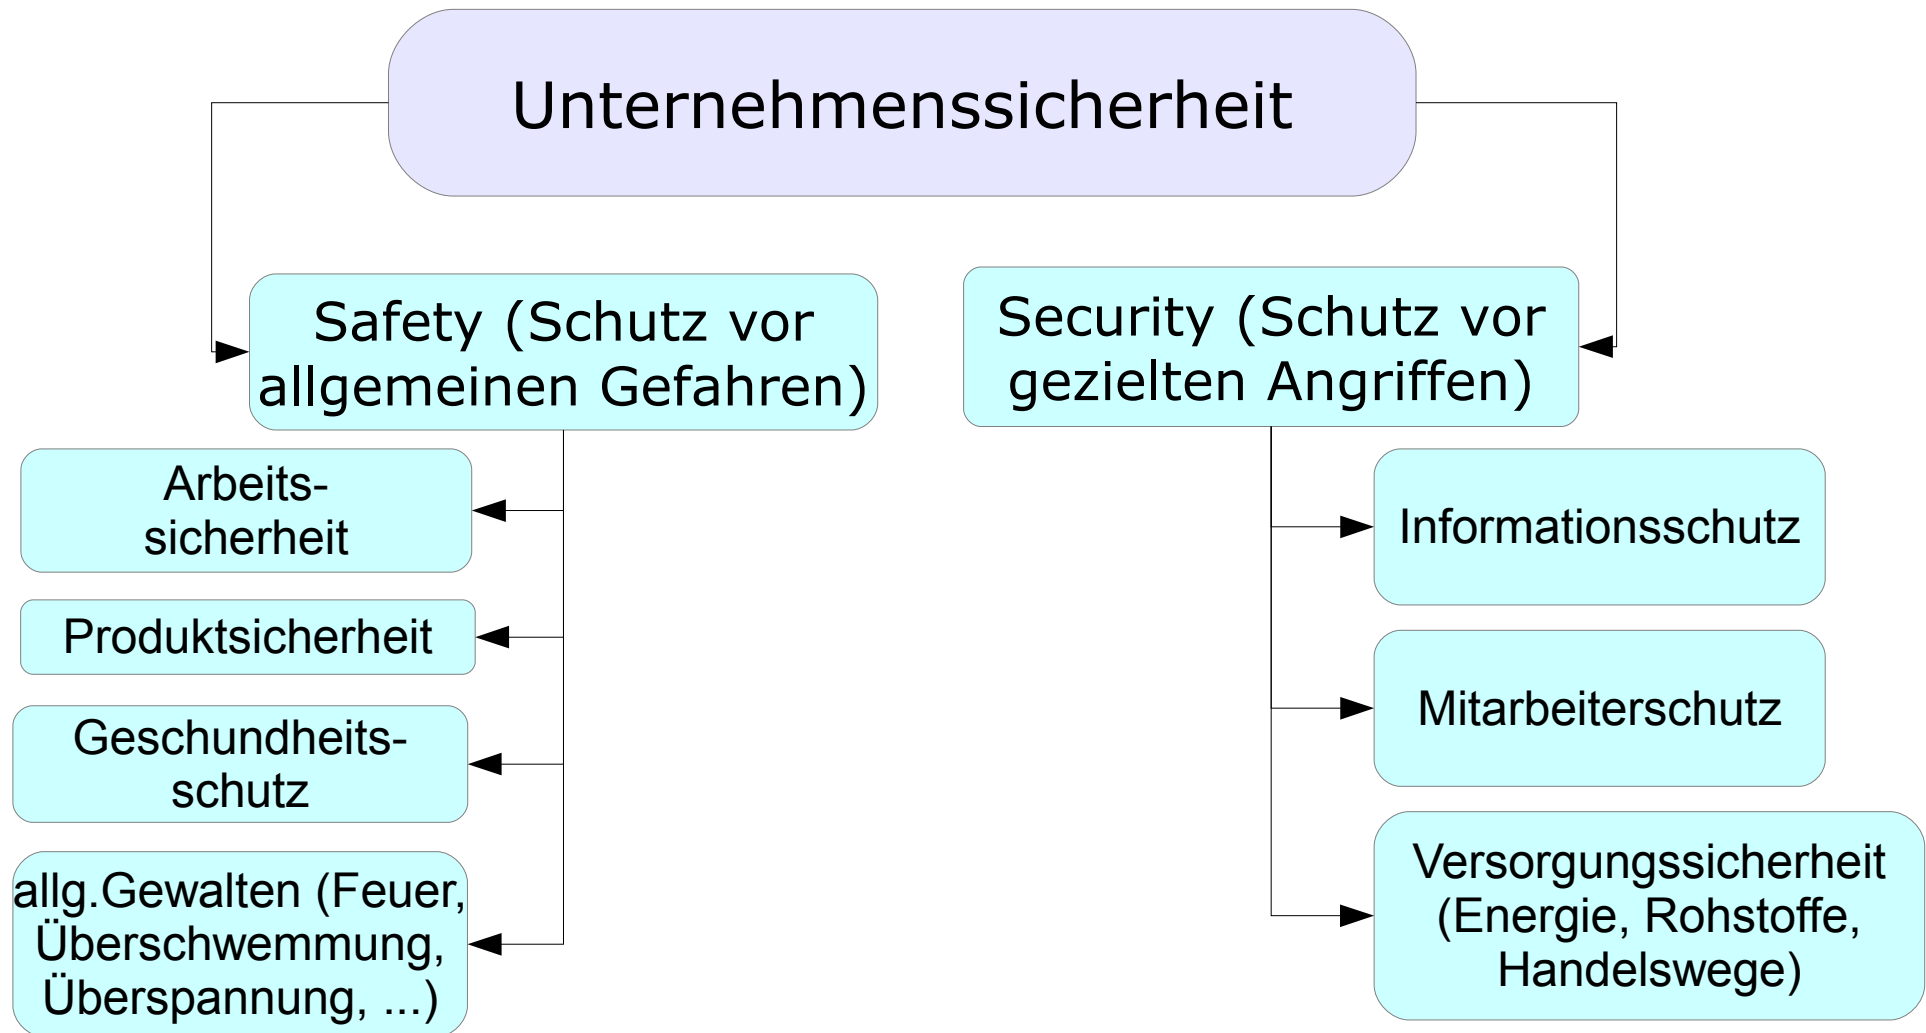 Unternehmenssicherheit
Safety (Schutz vor
allgemeinen Gefahren)
Arbeits-
sicherheit
Produktsicherheit
Geschundheits-
schutz
allg.Gewalten (Feuer,
Überschwemmung,
Überspannung, ...)
Security (Schutz vor
gezielten Angriffen)
Informationsschutz
Mitarbeiterschutz
Versorgungssicherheit
(Energie, Rohstoffe,
Handelswege)